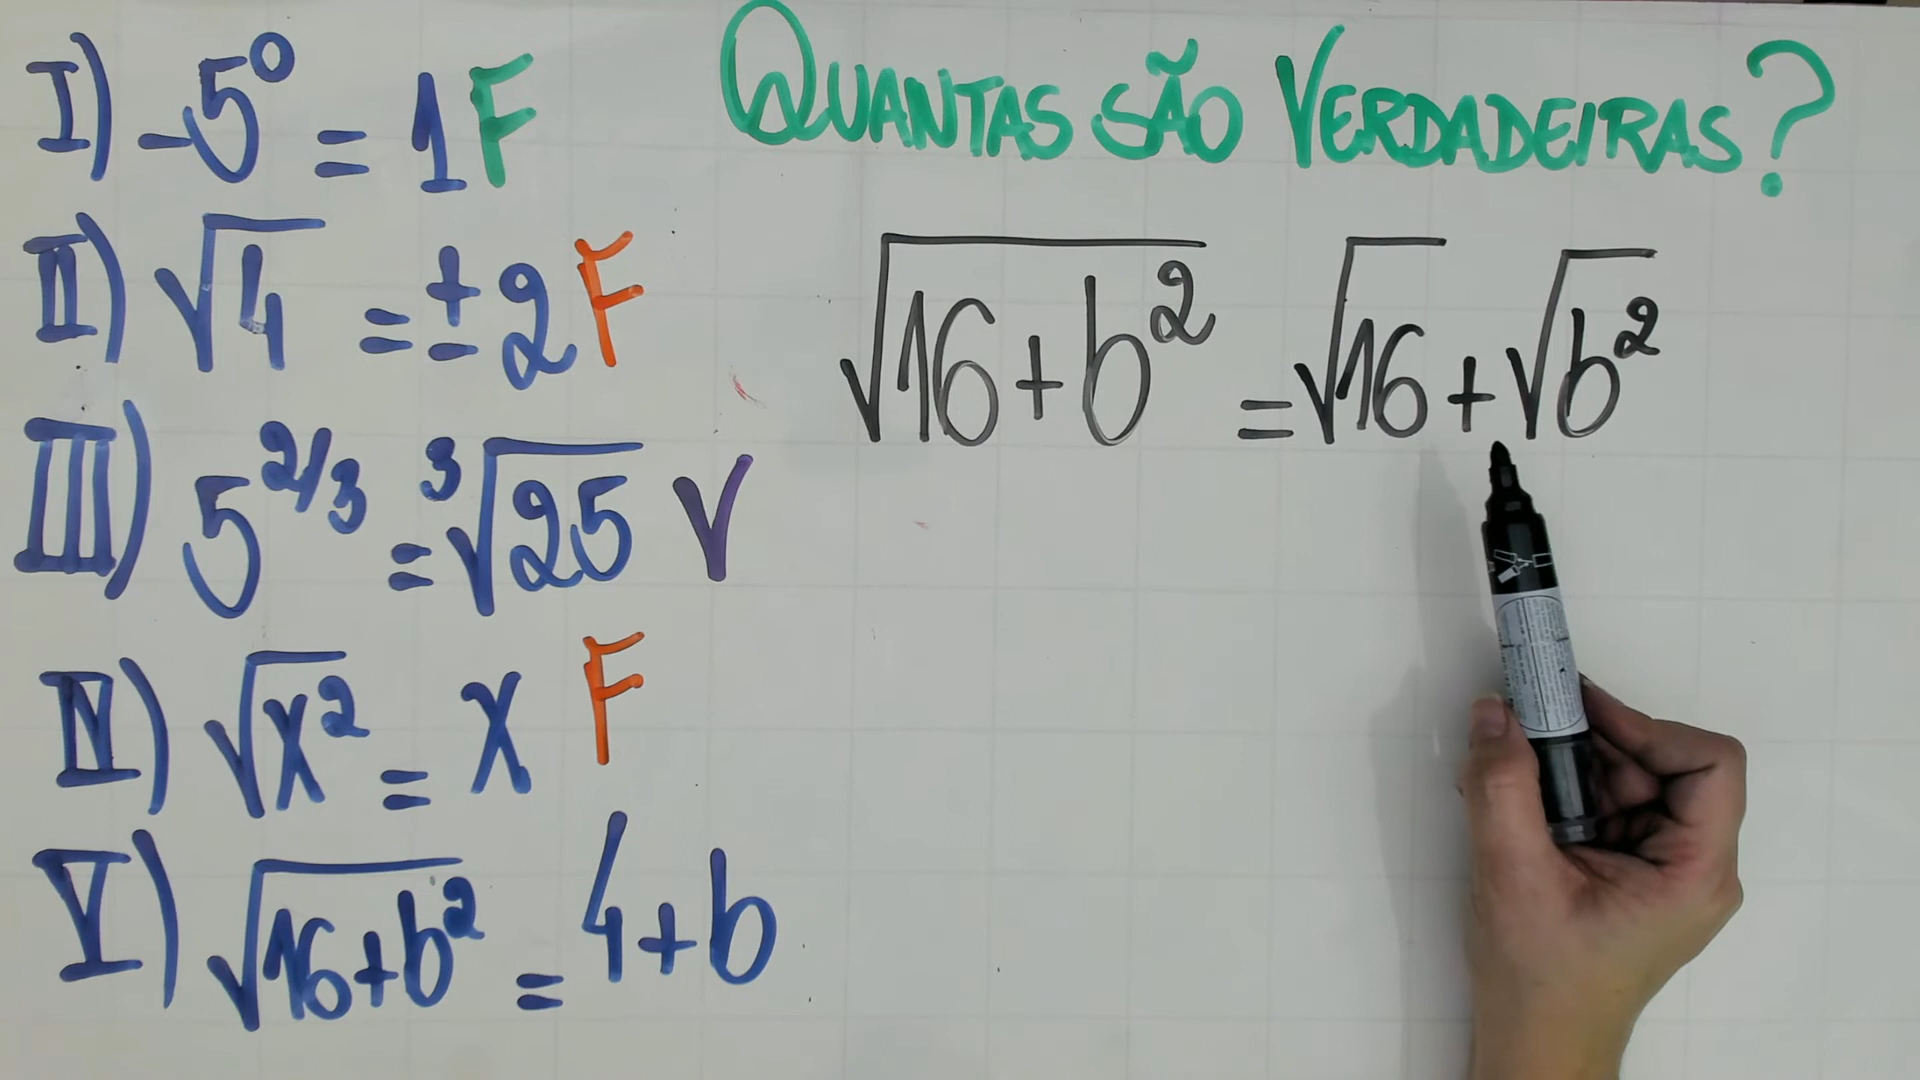 QUANTAS SÃO VERDADEIRAS?
I) -5⁰ = 1 F
II) √4 = ±2 F
III) 5^(2/3) = ³√25 V
IV) √x² = x F
V) √(16+b²) = 4+b
√(16+b²) = √16 + √b²